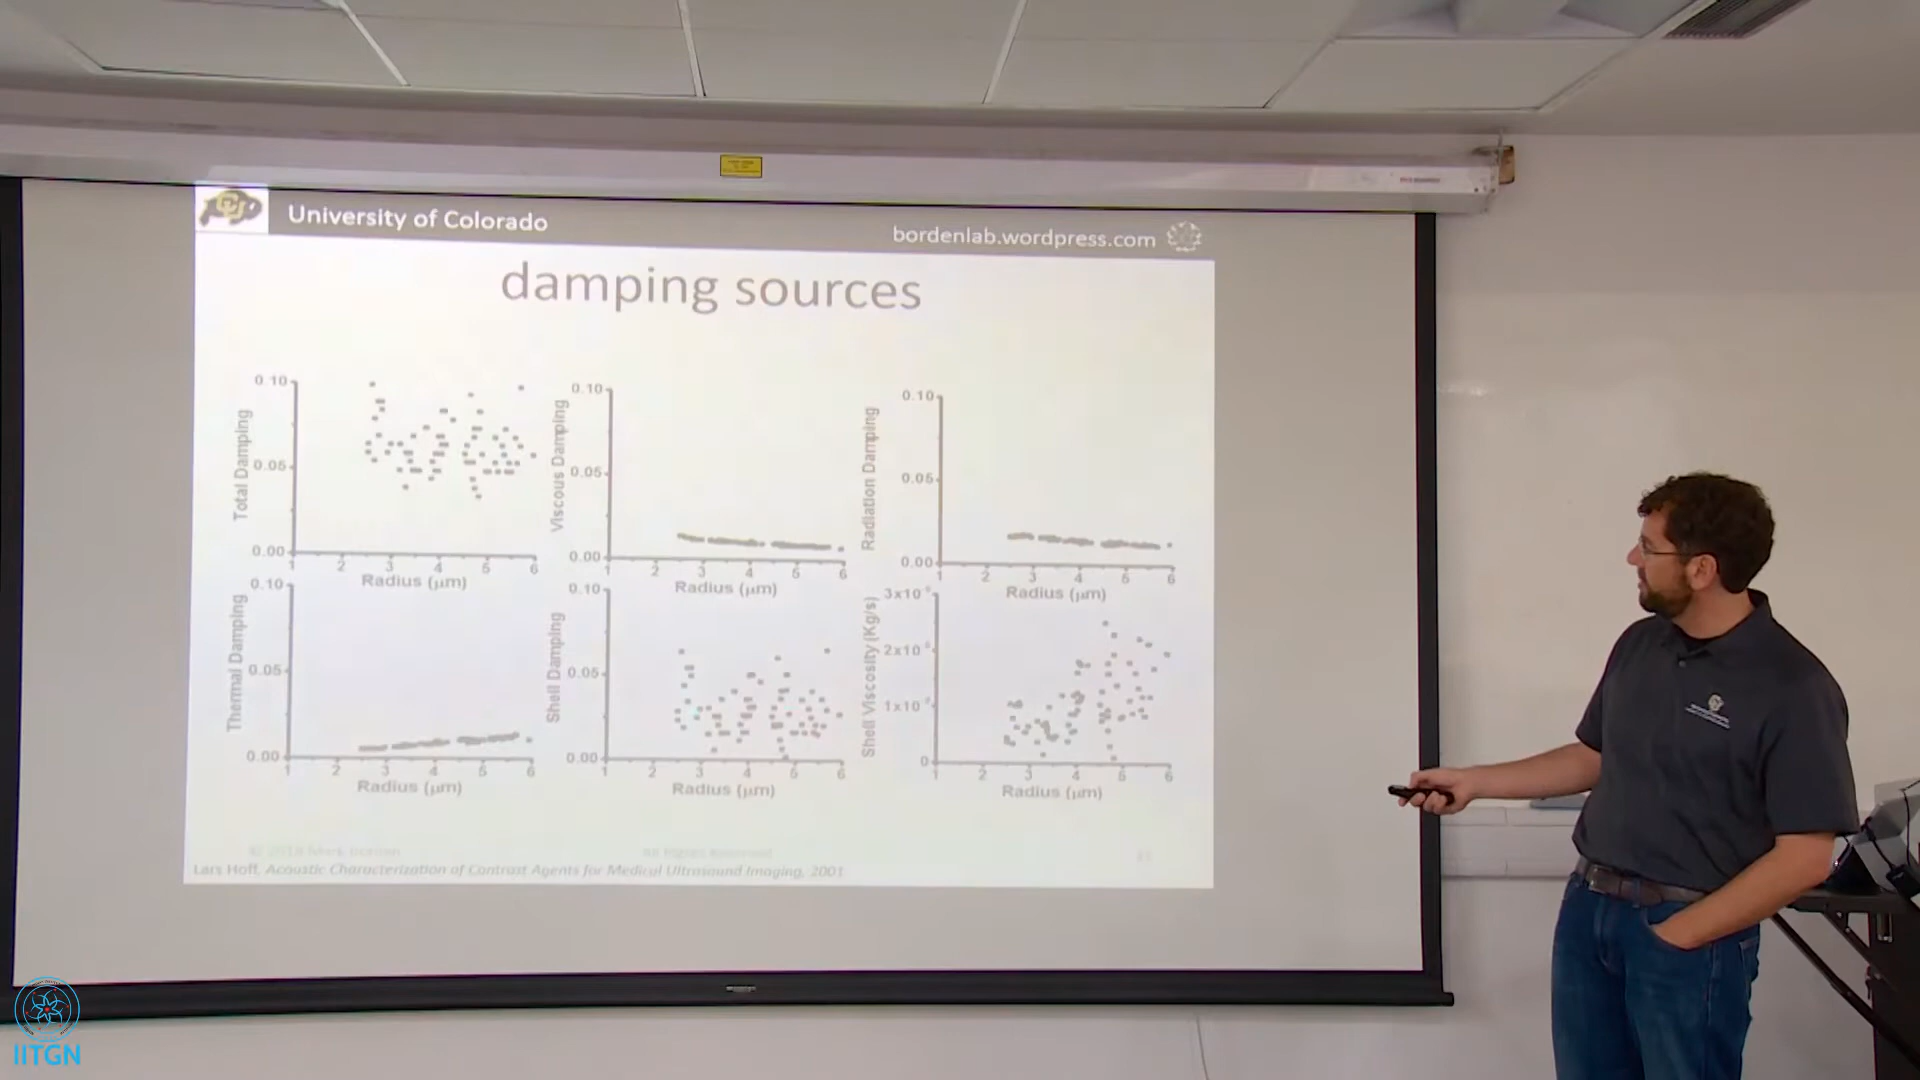 University of Colorado
bordenlab.wordpress.com
damping sources
0.10
0.05
0.00
Total Damping
1 2 3 4 5 6
Radius (μm)
0.10
0.05
0.00
Viscous Damping
1 2 3 4 5 6
Radius (μm)
0.10
0.05
0.00
Radiation Damping
1 2 3 4 5 6
Radius (μm)
0.10
0.05
0.00
Thermal Damping
1 2 3 4 5 6
Radius (μm)
0.10
0.05
0.00
Shell Damping
1 2 3 4 5 6
Radius (μm)
3x10
2x10
1x10
0
Shell Viscosity (Kg/s)
1 2 3 4 5 6
Radius (μm)
All Rights Reserved
Lars Hoff, Acoustic Characterization of Contrast Agents for Medical Ultrasound Imaging, 2001
IITGN